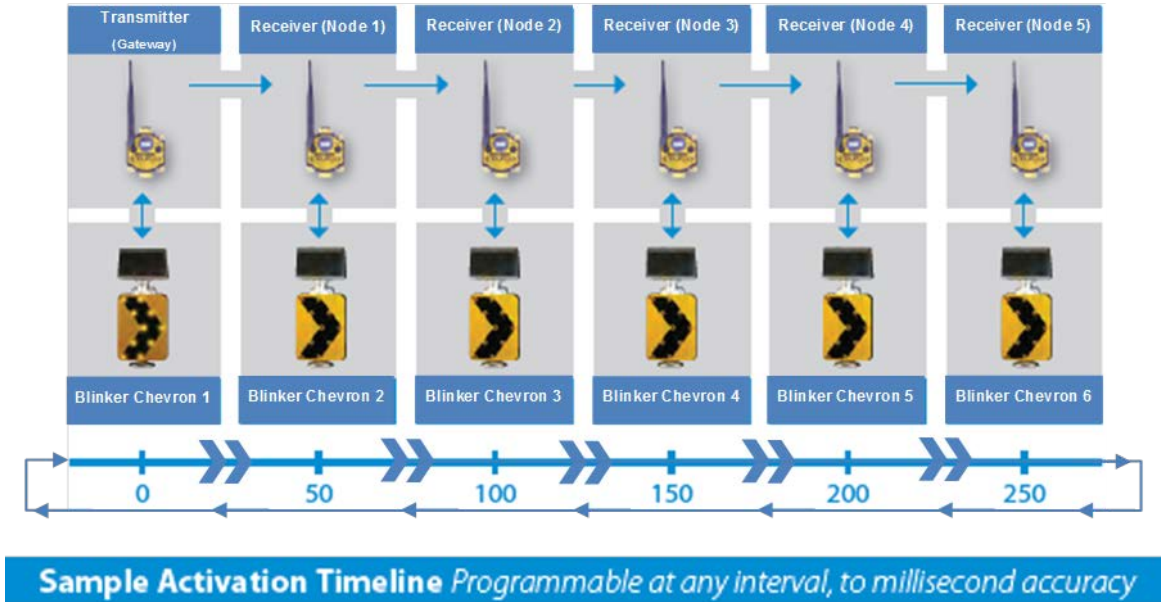 Transmitter
(Gateway)
Receiver (Node 1)
Receiver (Node 2)
Receiver (Node 3)
Receiver (Node 4)
Receiver (Node 5)
Blinker Chevron 1
Blinker Chevron 2
Blinker Chevron 3
Blinker Chevron 4
Blinker Chevron 5
Blinker Chevron 6
0
50
100
150
200
250
Sample Activation Timeline Programmable at any interval, to millisecond accuracy